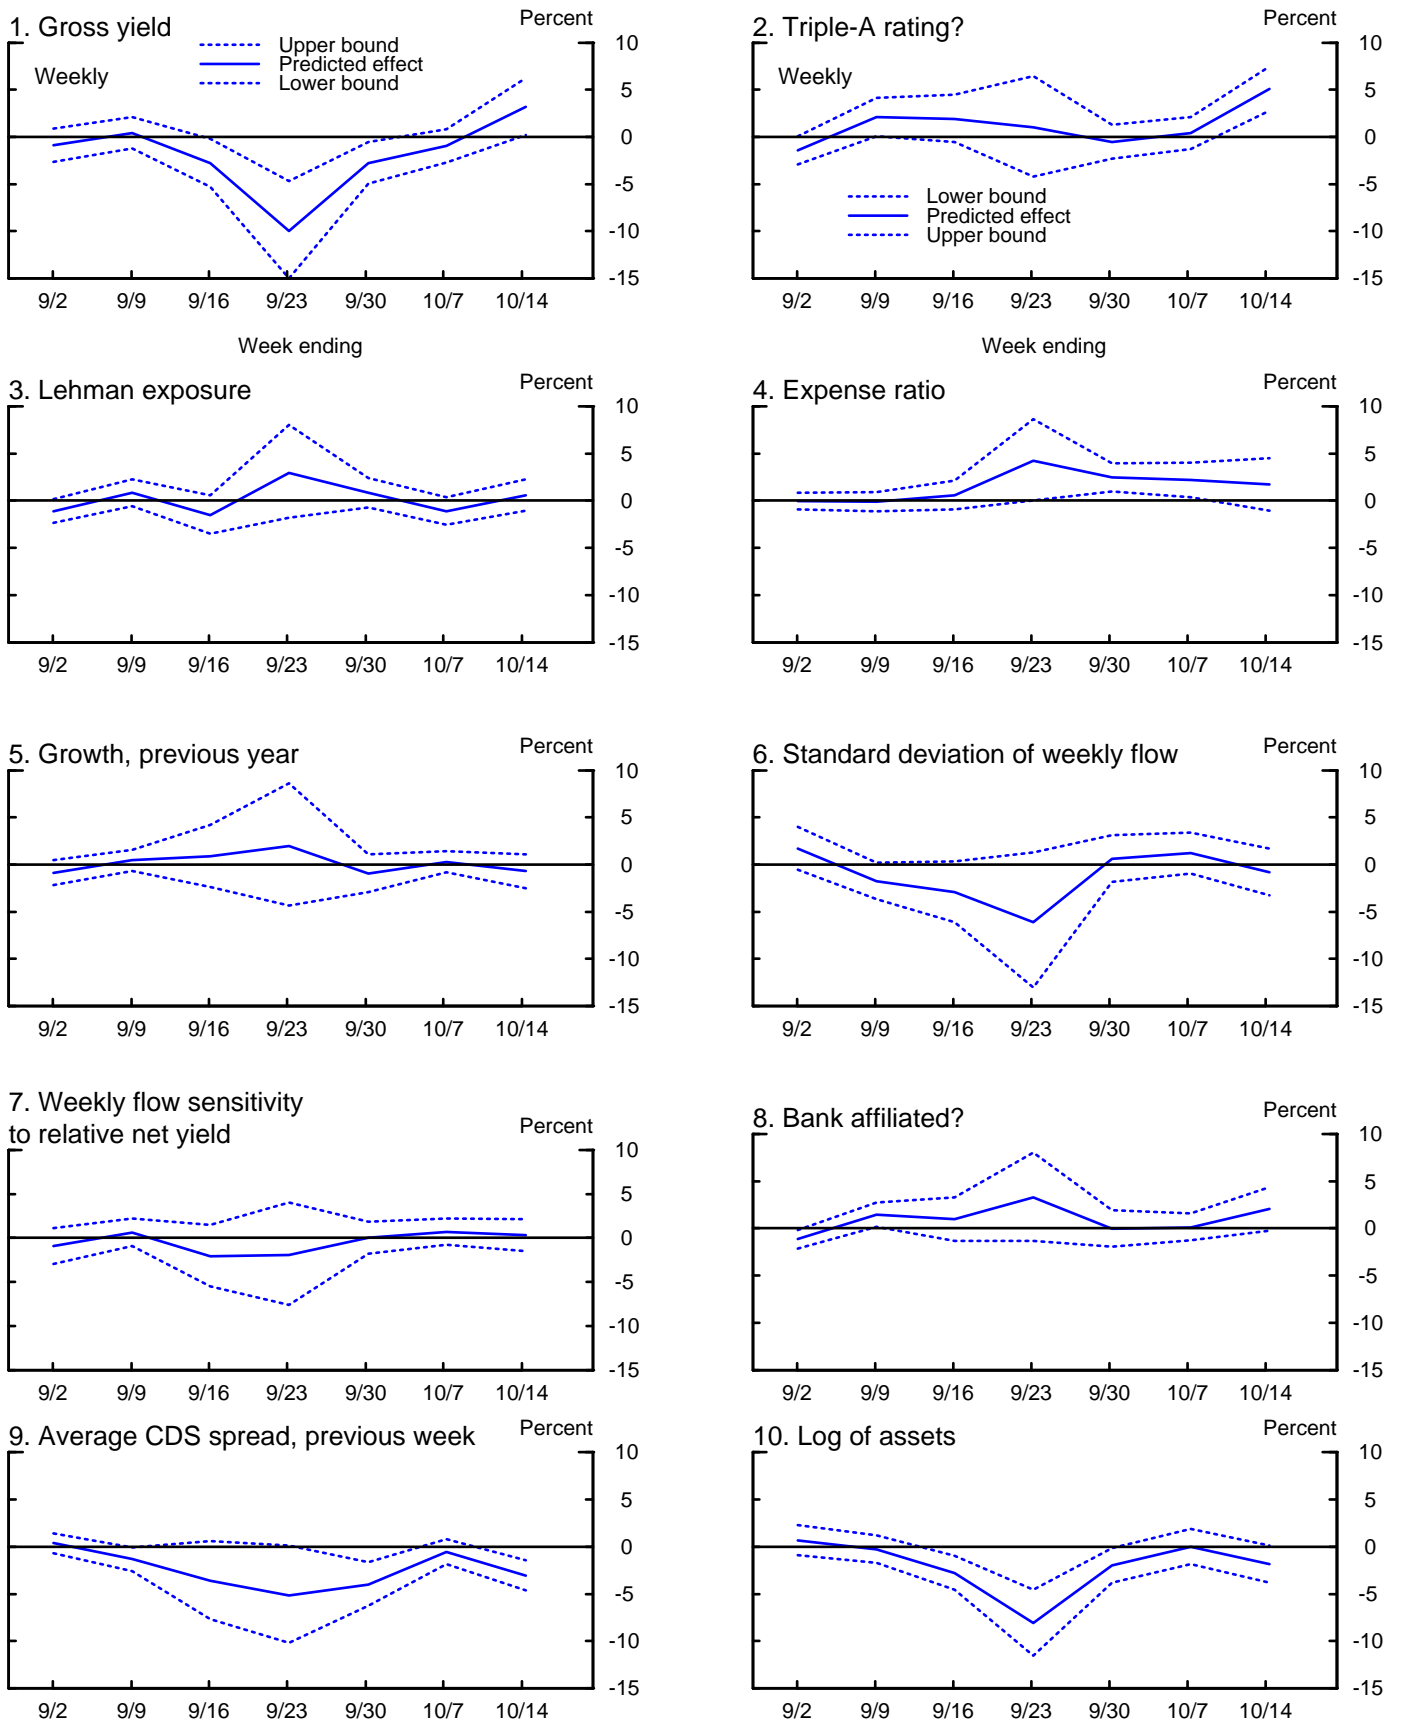 1. Gross yield
Percent
Upper bound
Predicted effect
Lower bound
Weekly
10
5
0
-5
-10
-15
9/2 9/9 9/16 9/23 9/30 10/7 10/14
Week ending
2. Triple-A rating?
Percent
Weekly
Lower bound
Predicted effect
Upper bound
10
5
0
-5
-10
-15
9/2 9/9 9/16 9/23 9/30 10/7 10/14
Week ending
3. Lehman exposure
Percent
10
5
0
-5
-10
-15
9/2 9/9 9/16 9/23 9/30 10/7 10/14
4. Expense ratio
Percent
10
5
0
-5
-10
-15
9/2 9/9 9/16 9/23 9/30 10/7 10/14
5. Growth, previous year
Percent
10
5
0
-5
-10
-15
9/2 9/9 9/16 9/23 9/30 10/7 10/14
6. Standard deviation of weekly flow
Percent
10
5
0
-5
-10
-15
9/2 9/9 9/16 9/23 9/30 10/7 10/14
7. Weekly flow sensitivity
to relative net yield
Percent
10
5
0
-5
-10
-15
9/2 9/9 9/16 9/23 9/30 10/7 10/14
8. Bank affiliated?
Percent
10
5
0
-5
-10
-15
9/2 9/9 9/16 9/23 9/30 10/7 10/14
9. Average CDS spread, previous week
Percent
10
5
0
-5
-10
-15
9/2 9/9 9/16 9/23 9/30 10/7 10/14
10. Log of assets
Percent
10
5
0
-5
-10
-15
9/2 9/9 9/16 9/23 9/30 10/7 10/14